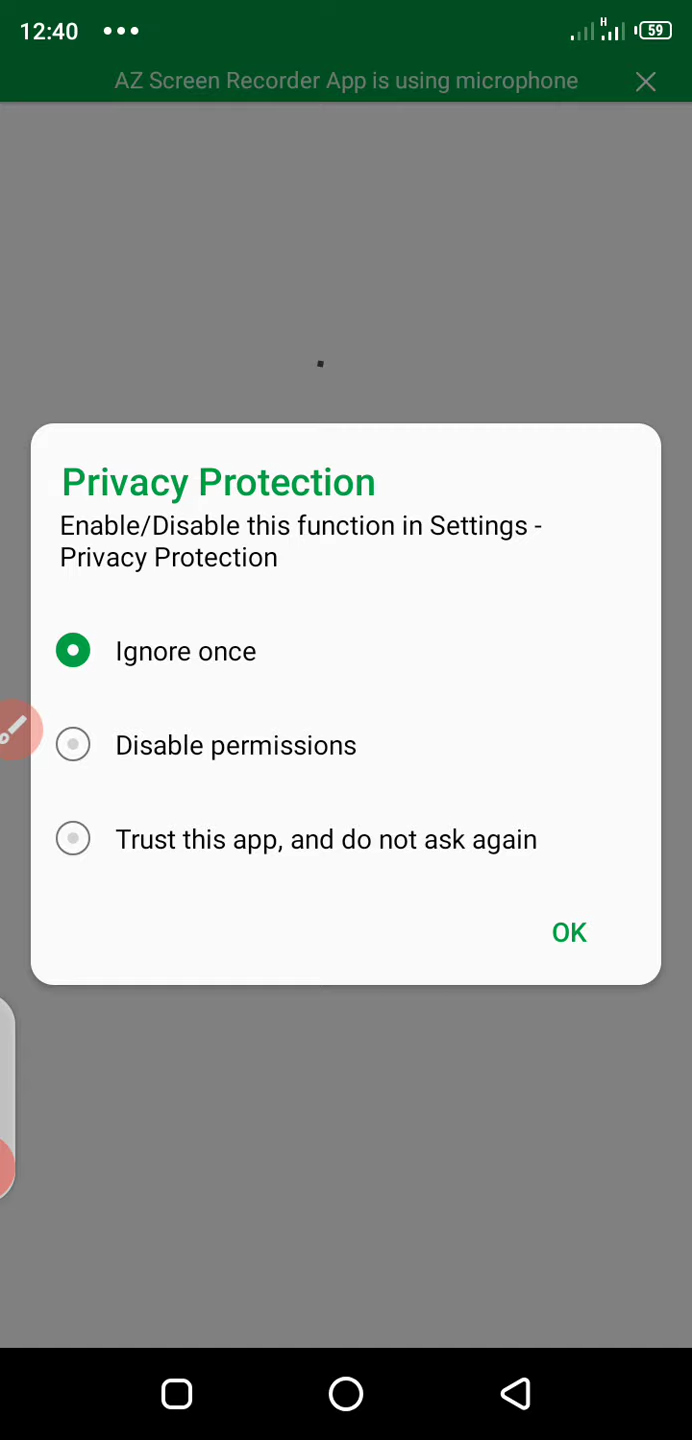 12:40
H
59
AZ Screen Recorder App is using microphone
Privacy Protection
Enable/Disable this function in Settings -
Privacy Protection
Ignore once
Disable permissions
Trust this app, and do not ask again
OK